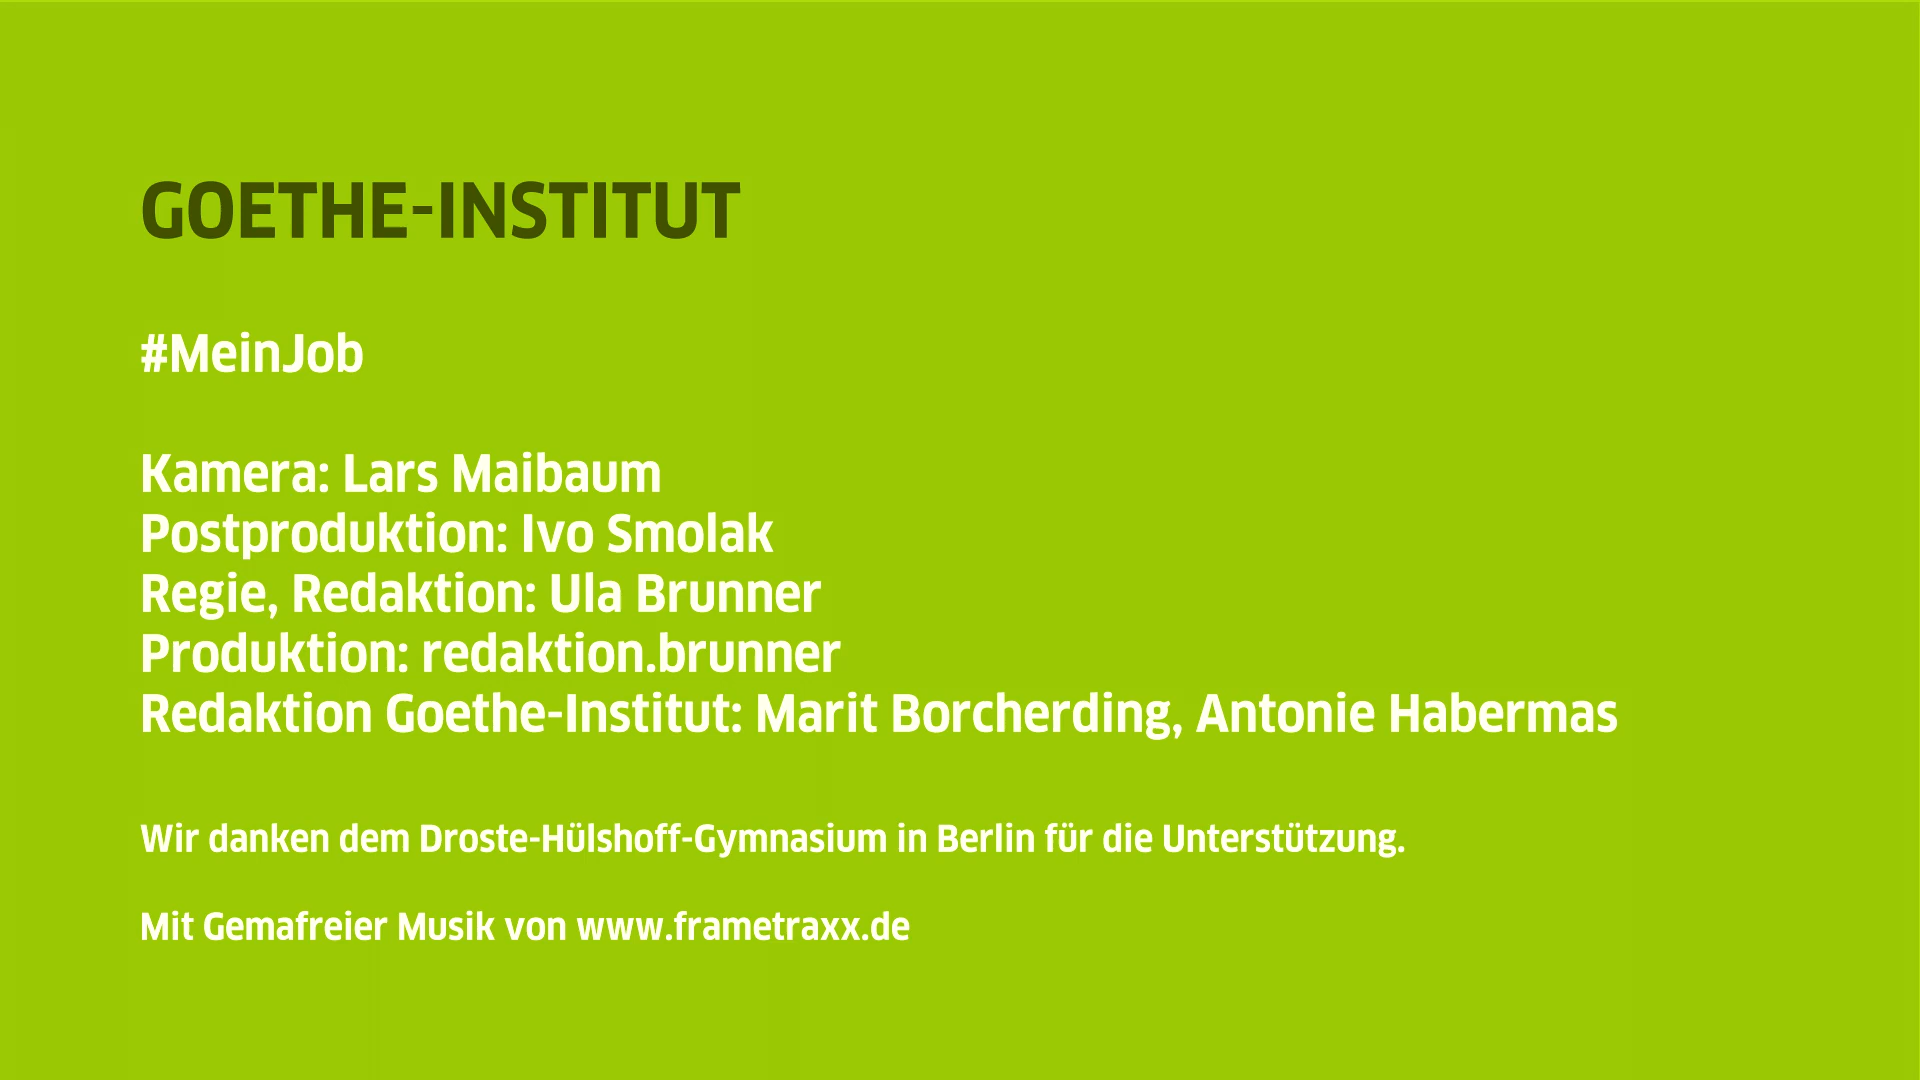 GOETHE-INSTITUT
#MeinJob
Kamera: Lars Maibaum
Postproduktion: Ivo Smolak
Regie, Redaktion: Ula Brunner
Produktion: redaktion.brunner
Redaktion Goethe-Institut: Marit Borcherding, Antonie Habermas
Wir danken dem Droste-Hülshoff-Gymnasium in Berlin für die Unterstützung.
Mit Gemafreier Musik von www.frametraxx.de